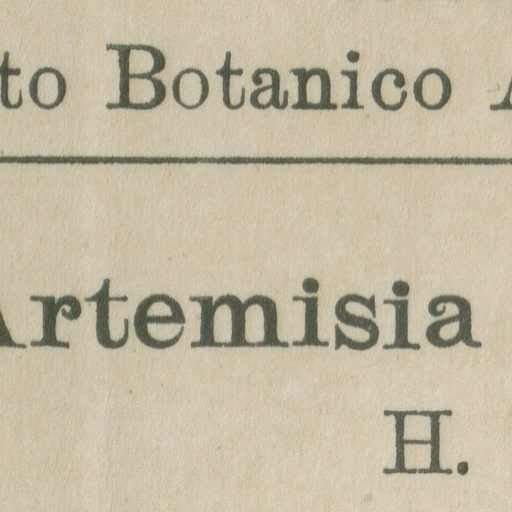 to Botanico A
Artemisia
H.